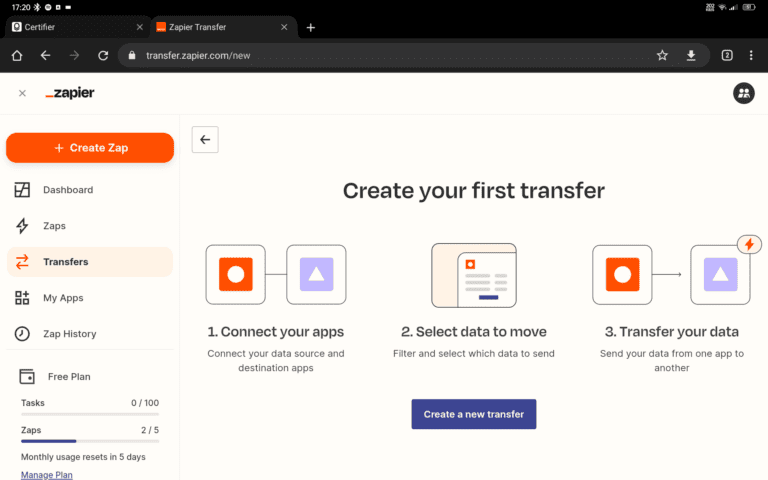 17:20
Certifier
Zapier Transfer
transfer.zapier.com/new
2
_zapier
+ Create Zap
Dashboard
Zaps
Transfers
My Apps
Zap History
Free Plan
Tasks 0 / 100
Zaps 2 / 5
Monthly usage resets in 5 days
Manage Plan
Create your first transfer
1. Connect your apps
Connect your data source and
destination apps
2. Select data to move
Filter and select which data to send
3. Transfer your data
Send your data from one app to
another
Create a new transfer